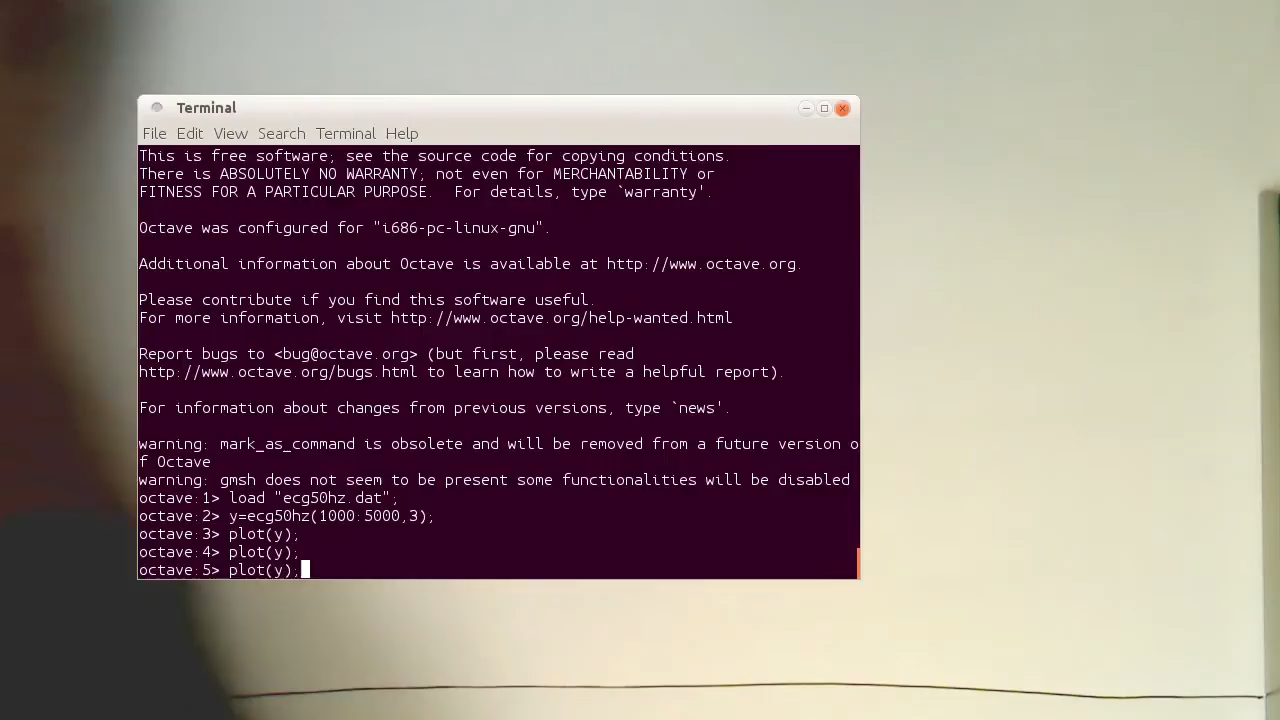 Terminal
File Edit View Search Terminal Help
This is free software; see the source code for copying conditions.
There is ABSOLUTELY NO WARRANTY; not even for MERCHANTABILITY or
FITNESS FOR A PARTICULAR PURPOSE.  For details, type `warranty'.
Octave was configured for "i686-pc-linux-gnu".
Additional information about Octave is available at http://www.octave.org.
Please contribute if you find this software useful.
For more information, visit http://www.octave.org/help-wanted.html
Report bugs to <bug@octave.org> (but first, please read
http://www.octave.org/bugs.html to learn how to write a helpful report).
For information about changes from previous versions, type `news'.
warning: mark_as_command is obsolete and will be removed from a future version o
f Octave
warning: gmsh does not seem to be present some functionalities will be disabled
octave:1> load "ecg50hz.dat";
octave:2> y=ecg50hz(1000:5000,3);
octave:3> plot(y);
octave:4> plot(y);
octave:5> plot(y);